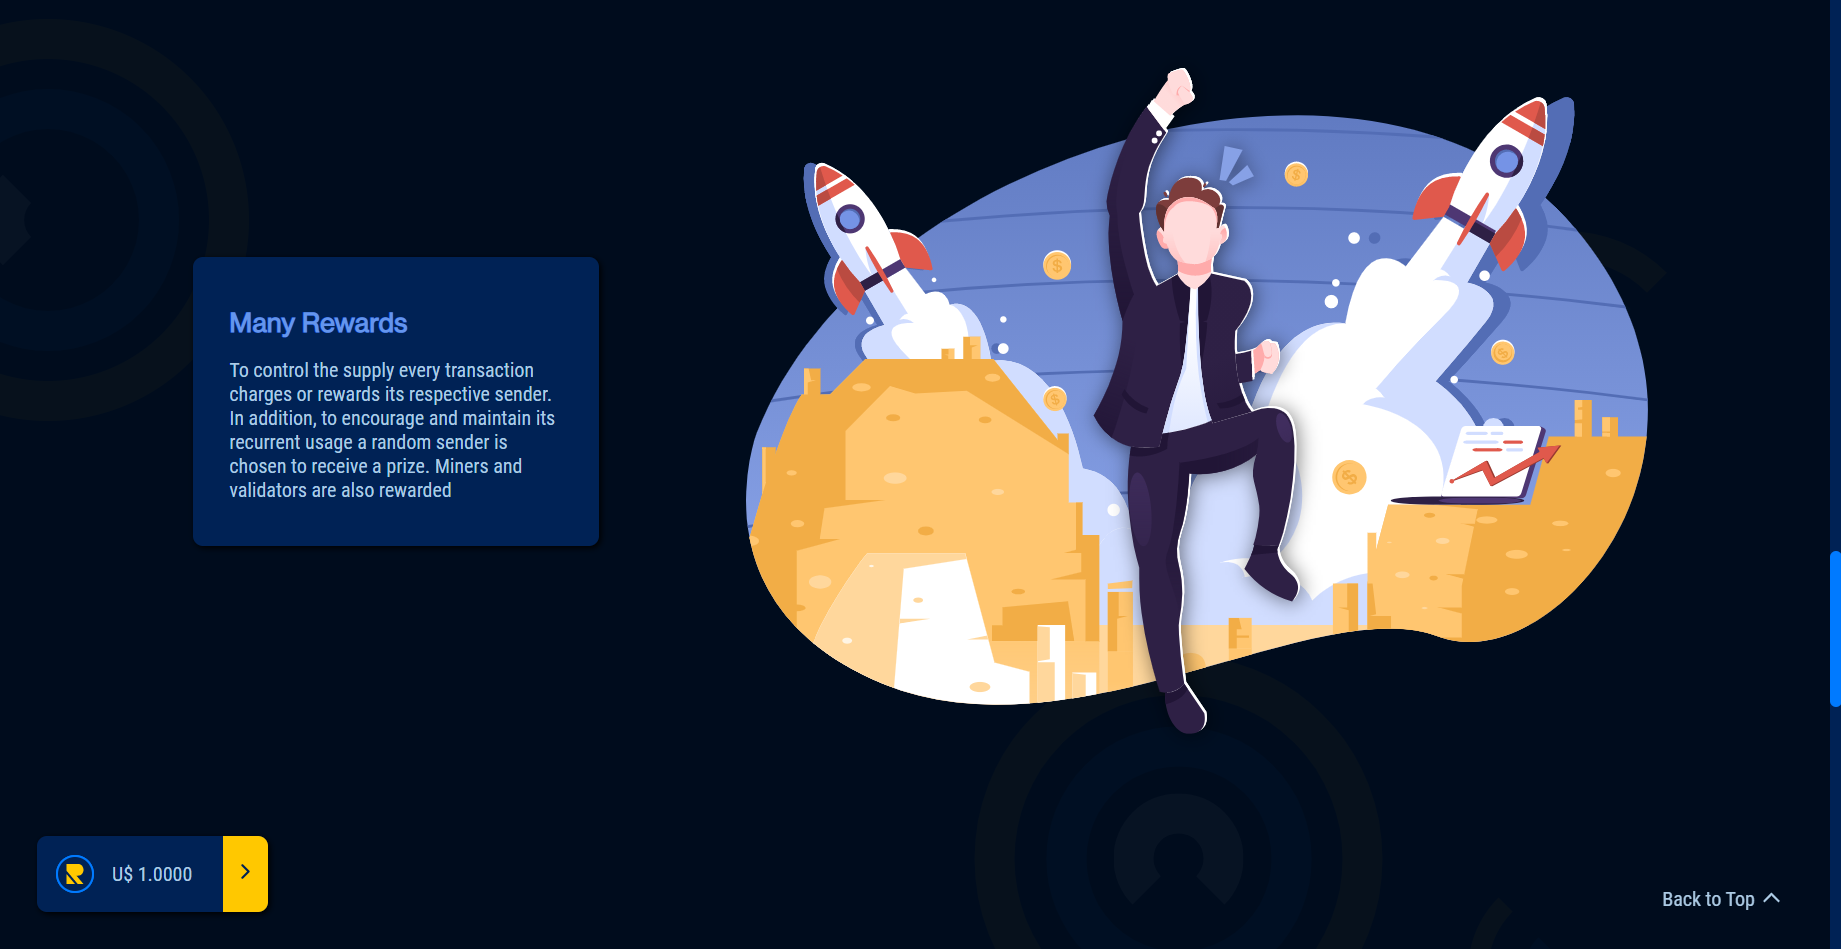 Many Rewards
To control the supply every transaction
charges or rewards its respective sender.
In addition, to encourage and maintain its
recurrent usage a random sender is
chosen to receive a prize. Miners and
validators are also rewarded
U$ 1.0000
Back to Top